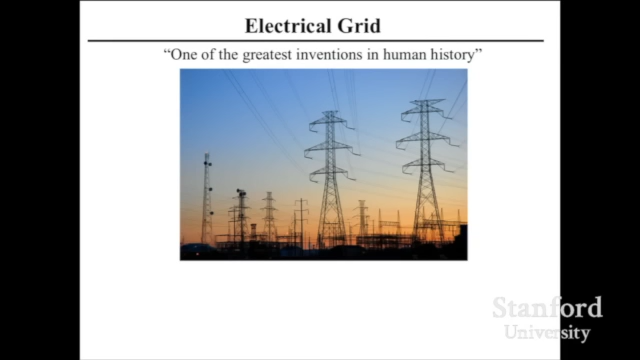 Electrical Grid
“One of the greatest inventions in human history”
Stanford
University